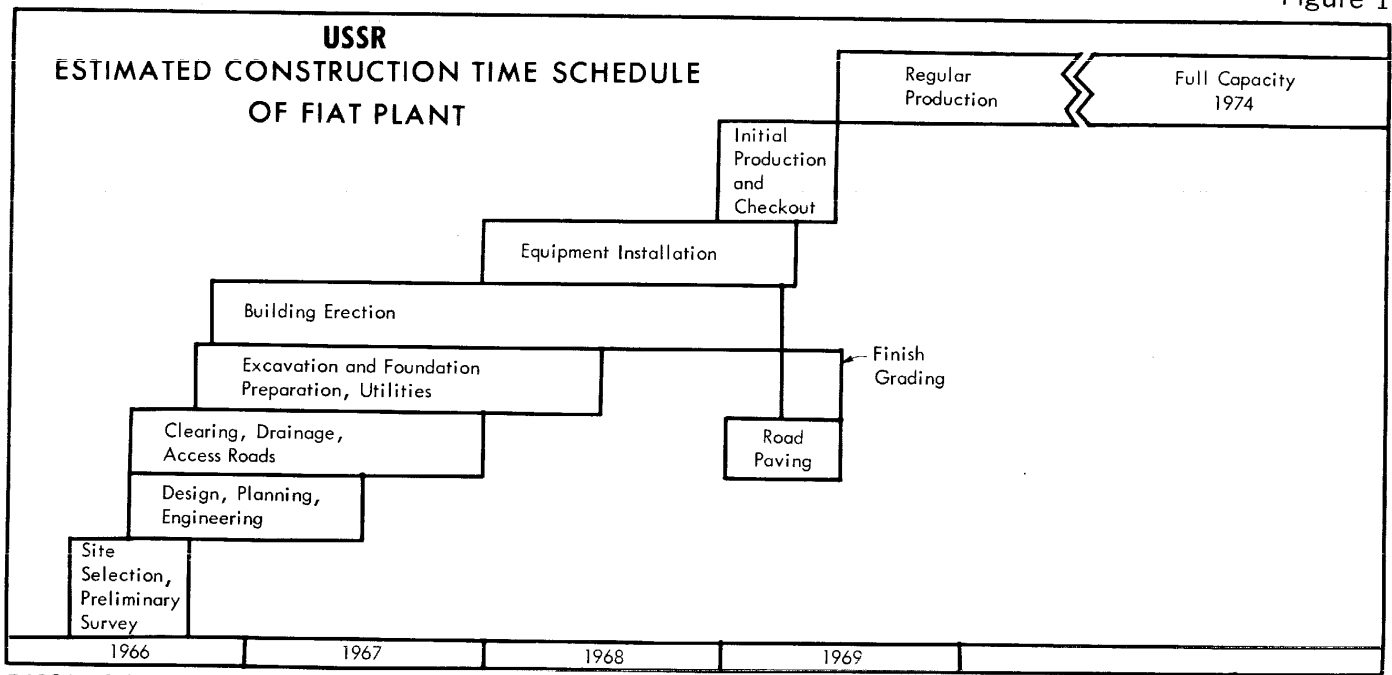 Figure 1
USSR
ESTIMATED CONSTRUCTION TIME SCHEDULE
OF FIAT PLANT
Regular
Production
Full Capacity
1974
Initial
Production
and
Checkout
Equipment Installation
Building Erection
Excavation and Foundation
Preparation, Utilities
Finish
Grading
Clearing, Drainage,
Access Roads
Road
Paving
Design, Planning,
Engineering
Site
Selection,
Preliminary
Survey
1966
1967
1968
1969